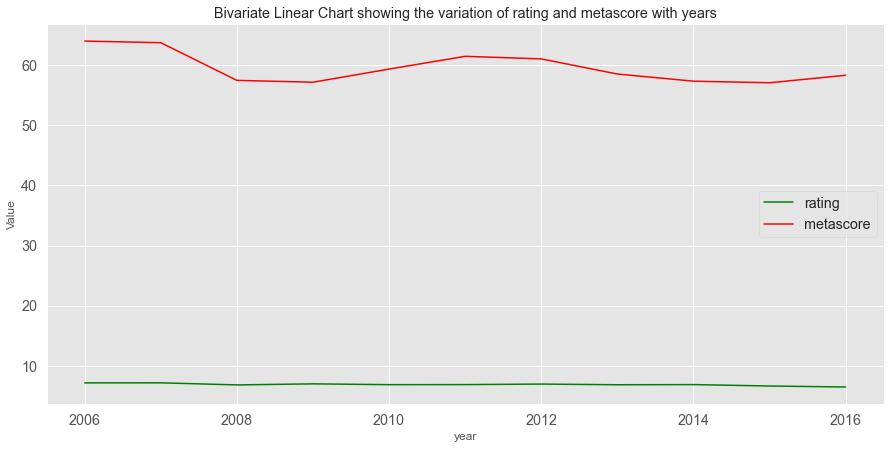 Bivariate Linear Chart showing the variation of rating and metascore with years
60
50
40
30
20
10
Value
rating
metascore
2006 2008 2010 2012 2014 2016
year